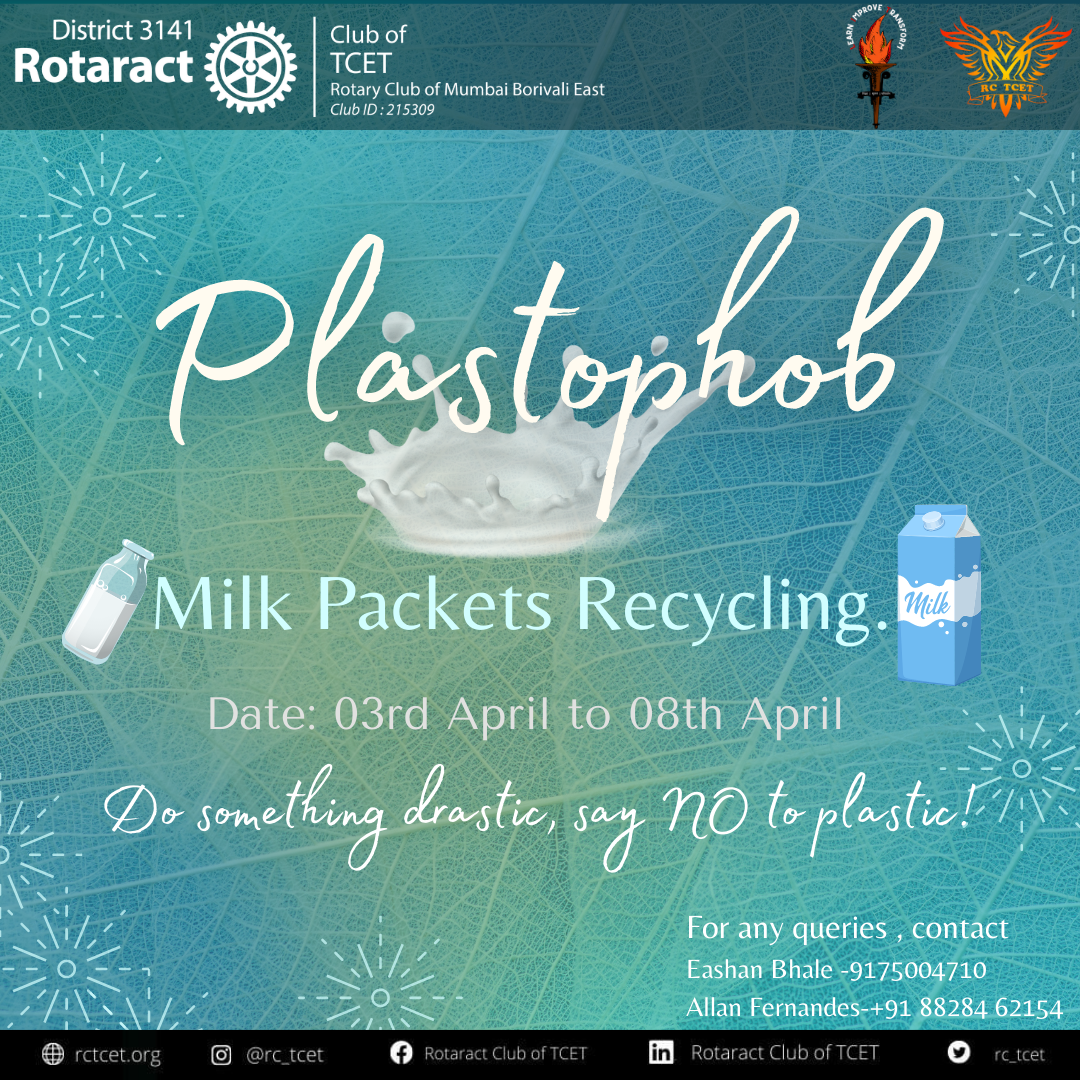 District 3141
Rotaract
Club of
TCET
Rotary Club of Mumbai Borivali East
Club ID : 215309
EARN IMPROVE TRANSFORM
RC TCET
Plastophob
Milk Packets Recycling.
Milk
Date: 03rd April to 08th April
Do something drastic, say NO to plastic!
For any queries , contact
Eashan Bhale -9175004710
Allan Fernandes-+91 88284 62154
rctcet.org
@rc_tcet
Rotaract Club of TCET
Rotaract Club of TCET
rc_tcet